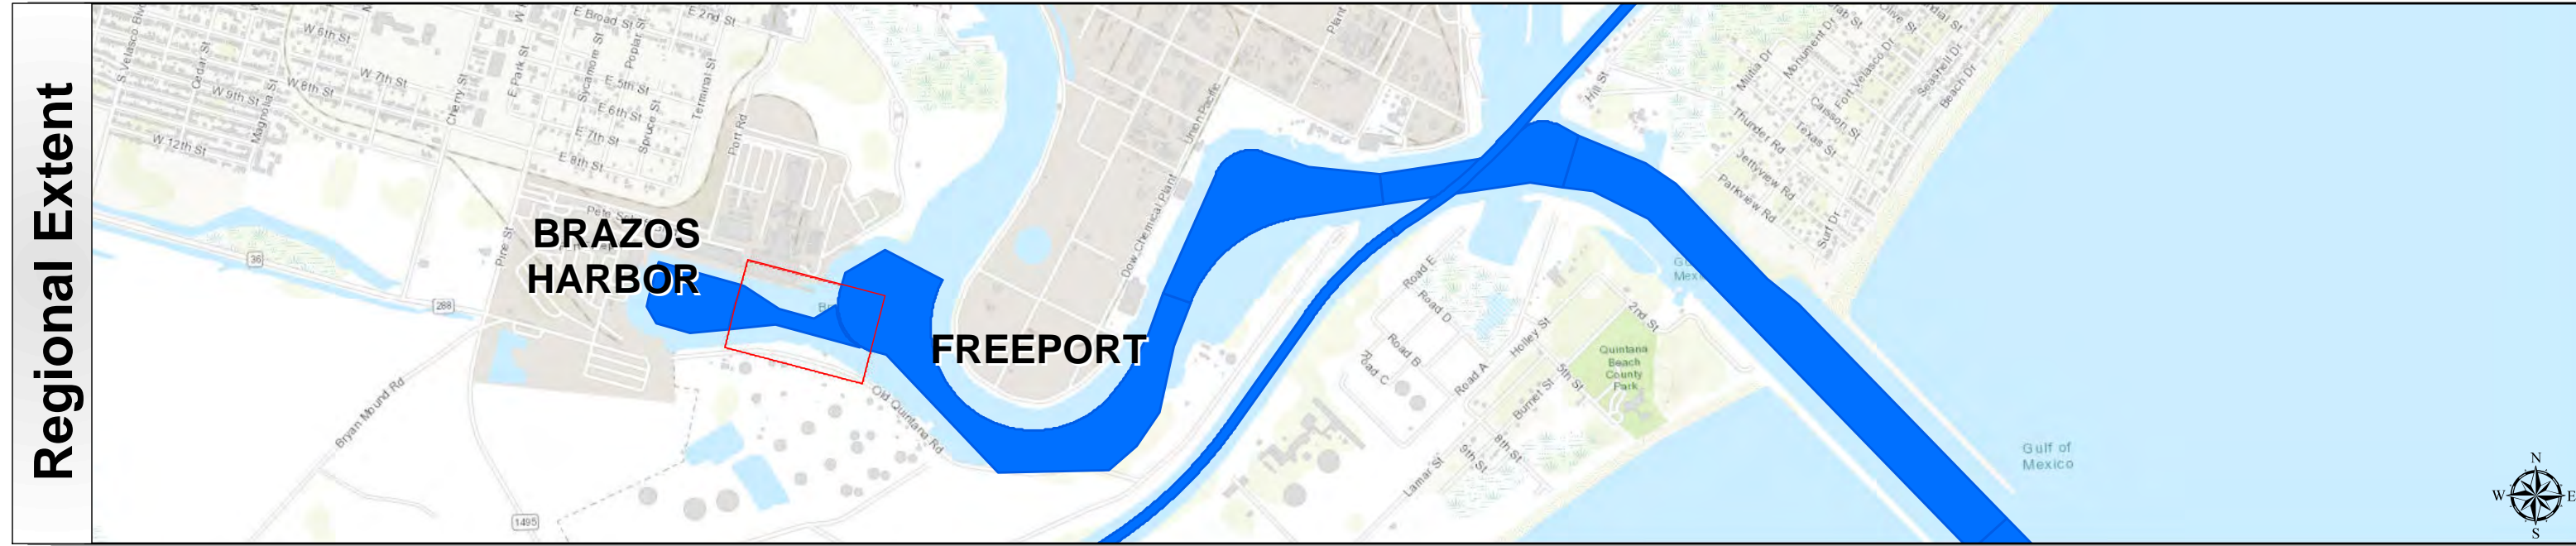 Regional Extent
S Velasco Blvd
Cedar St
W 6th St
W 7th St
W 8th St
W 9th St
W 12th St
Magnolia St
Cherry St
E Park St
E Broad St
E 2nd St
Sycamore St
Poplar St
E 5th St
E 6th St
E 7th St
E 8th St
Spruce St
Terminal St
Port Rd
Pine St
36
288
1495
Bryan Mound Rd
BRAZOS
HARBOR
FREEPORT
Old Quintana Rd
Plant
Union Pacific
Dow Chemical Plant
Hill St
Militia Dr
Monument Dr
Olive St
Fort Velasco Dr
Seashell Dr
Beach Dr
Carsson St
Texas St
Thunder Rd
Jettyview Rd
Parkview Rd
Surf Dr
Road E
Road D
Road B
Road C
Road A
Holley St
2nd St
5th St
Burnet St
8th St
9th St
Lamar St
Quintana
Beach
County
Park
Gulf of
Mexico
N
W
E
S